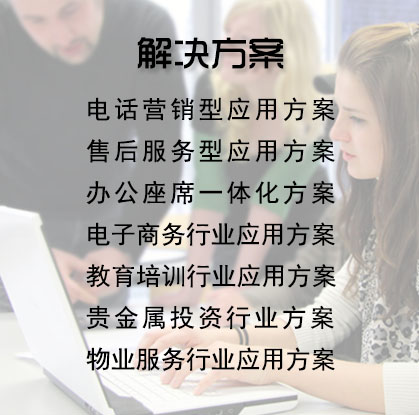 解决方案
电话营销型应用方案
售后服务型应用方案
办公座席一体化方案
电子商务行业应用方案
教育培训行业应用方案
贵金属投资行业方案
物业服务行业应用方案